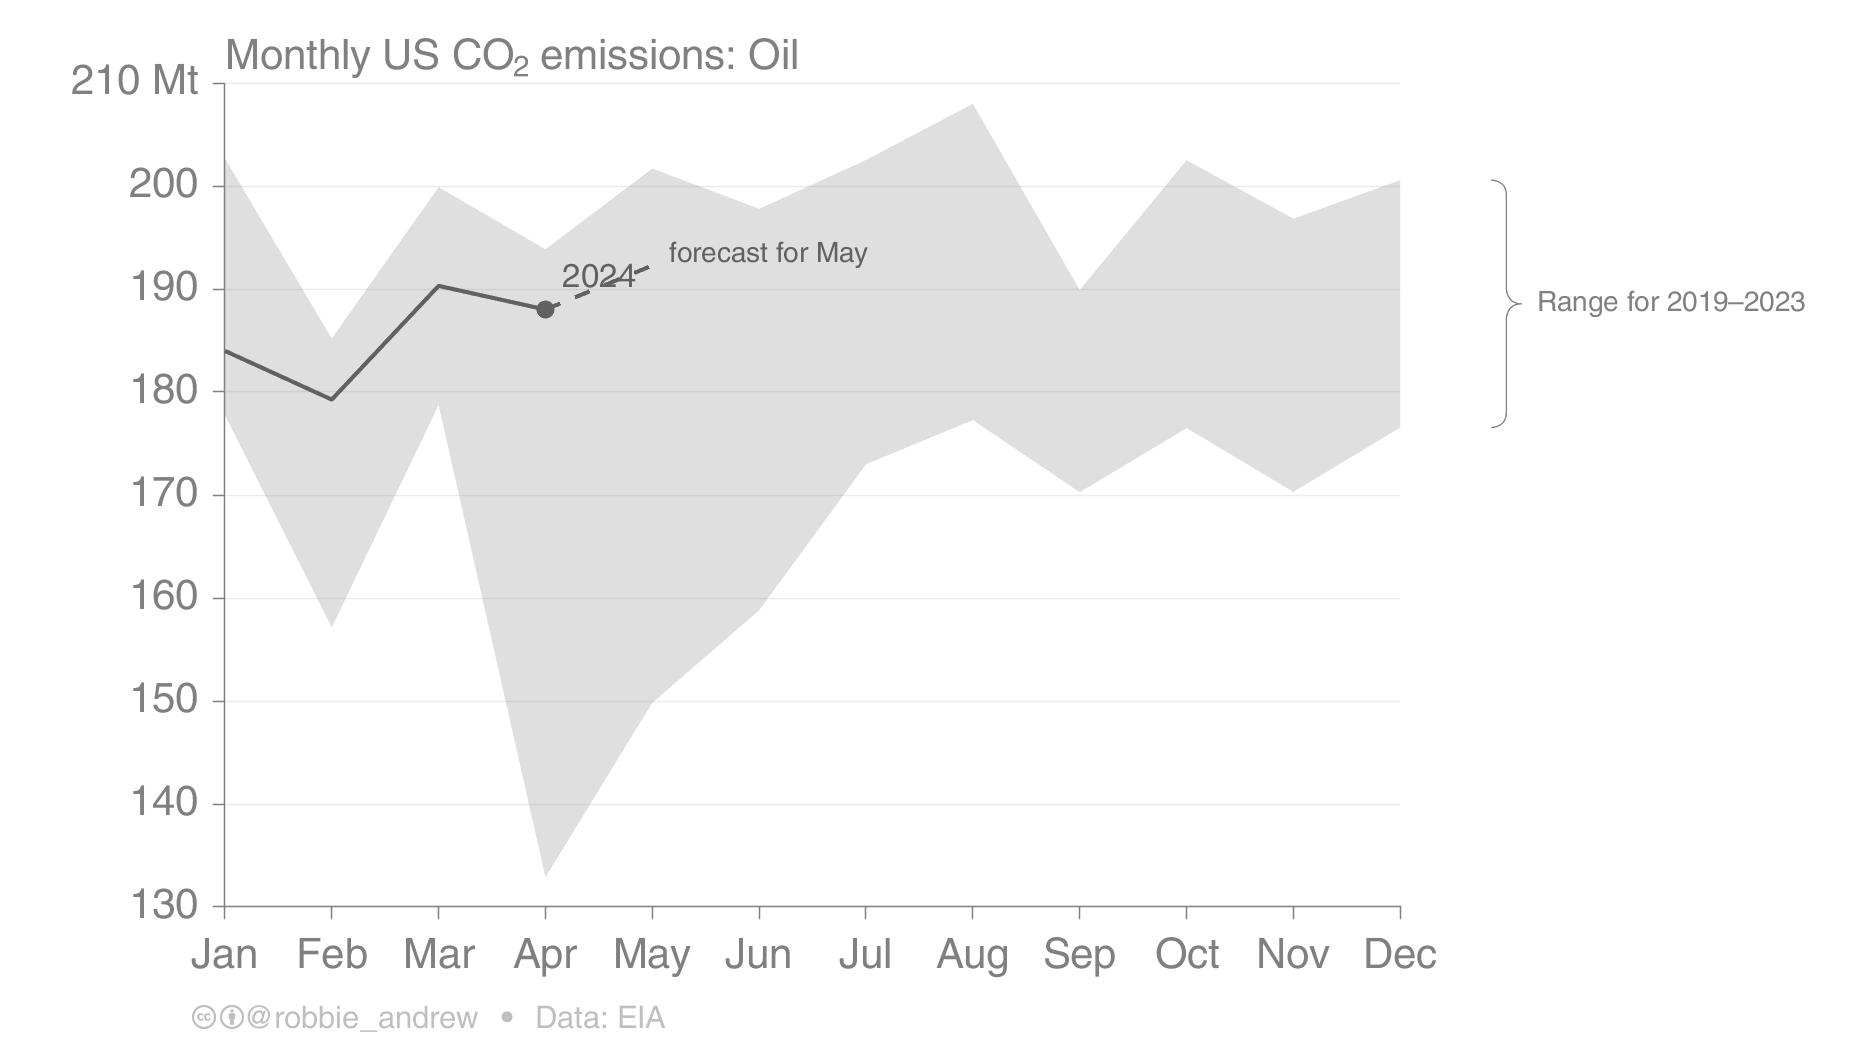 Monthly US CO₂ emissions: Oil
210 Mt
200
190
180
170
160
150
140
130
2024
forecast for May
Range for 2019–2023
Jan Feb Mar Apr May Jun Jul Aug Sep Oct Nov Dec
cc @robbie_andrew • Data: EIA